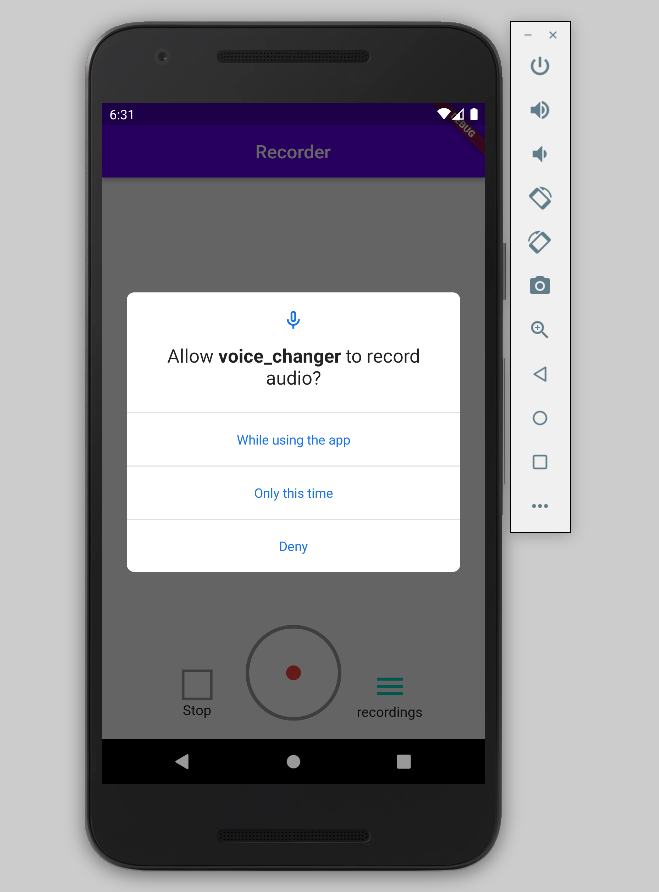 6:31
DEBUG
Recorder
Allow voice_changer to record
audio?
While using the app
Only this time
Deny
Stop
recordings